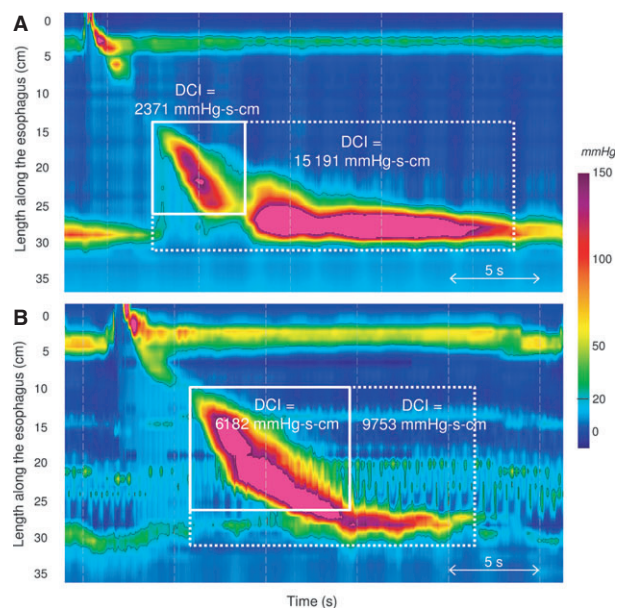 A
Length along the esophagus (cm)
0
5
10
15
20
25
30
35
DCI =
2371 mmHg-s-cm
DCI =
15 191 mmHg-s-cm
5 s
B
Length along the esophagus (cm)
0
5
10
15
20
25
30
35
DCI =
6182 mmHg-s-cm
DCI =
9753 mmHg-s-cm
5 s
Time (s)
mmHg
150
100
50
20
0